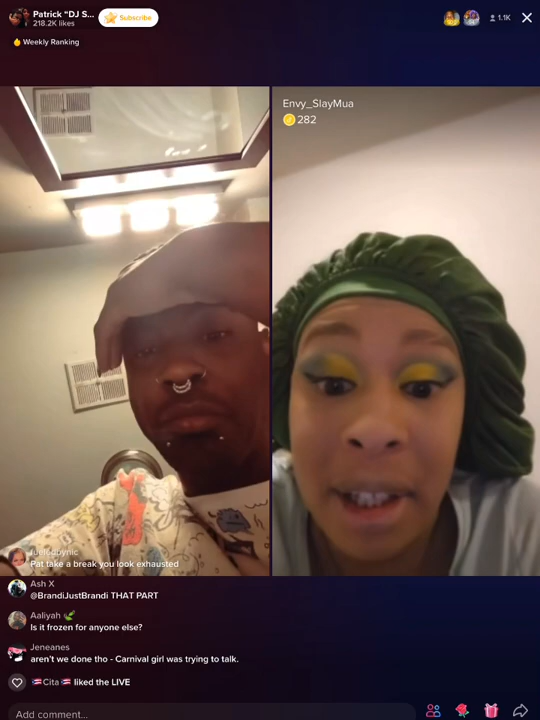 Patrick "DJ S...
218.2K likes
Subscribe
1.1K
Weekly Ranking
Envy_SlayMua
282
Pat take a break you look exhausted
Ash X
@BrandiJustBrandi THAT PART
Aaliyah
Is it frozen for anyone else?
Jeneanes
aren't we done tho - Carnival girl was trying to talk.
Cita liked the LIVE
Add comment...